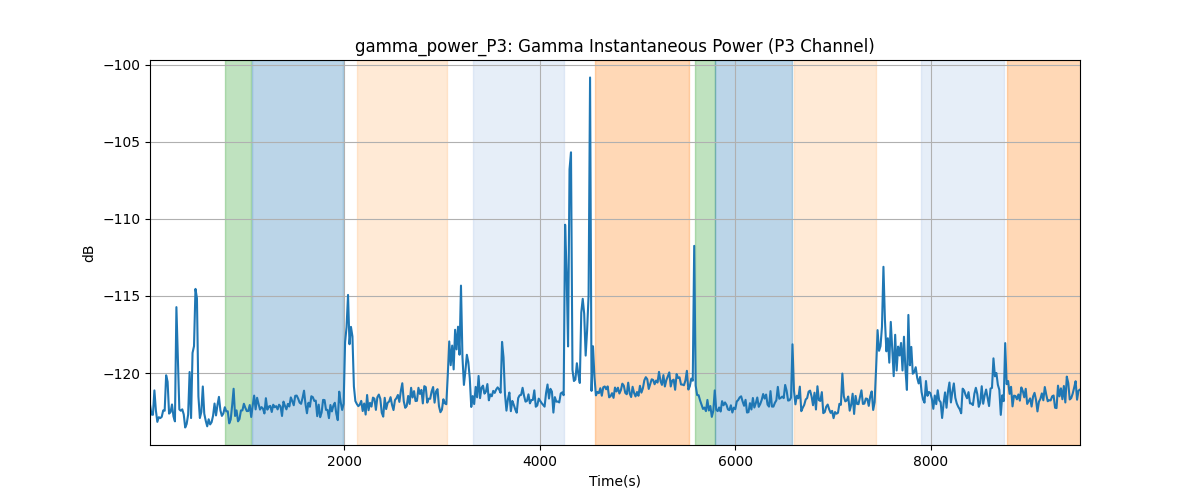 gamma_power_P3: Gamma Instantaneous Power (P3 Channel)
−100
−105
−110
−115
−120
dB
2000 4000 6000 8000
Time(s)